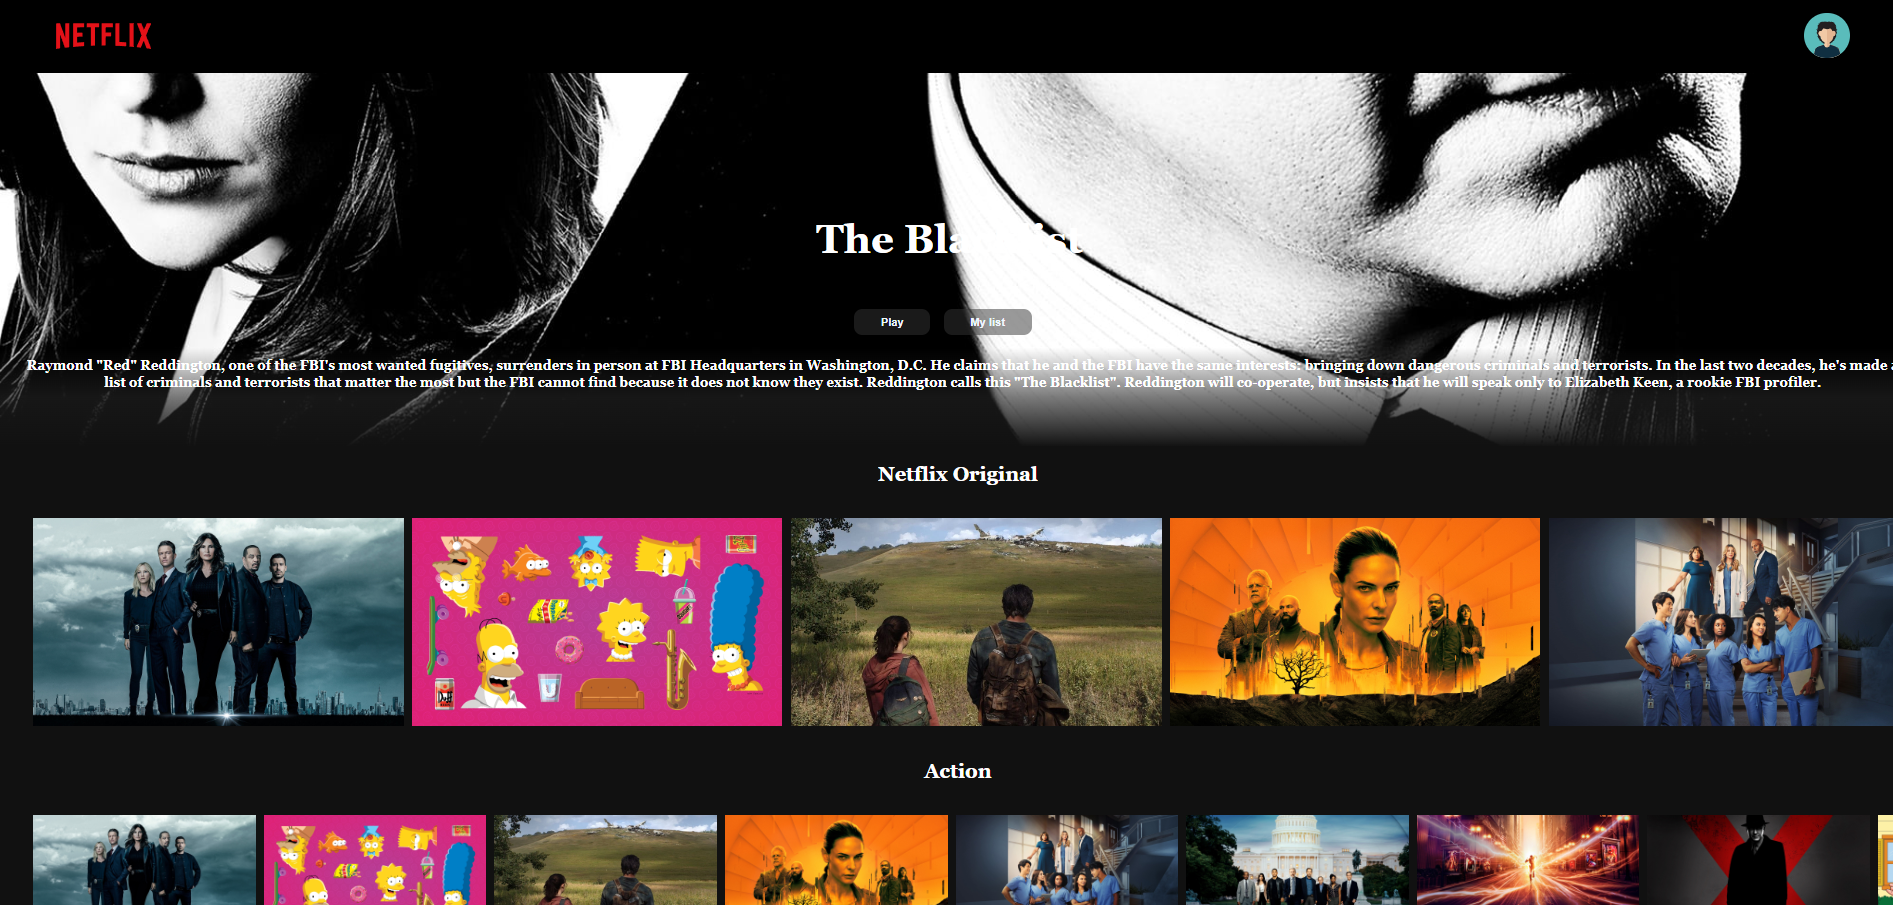 NETFLIX
The Blacklist
Play
My list
Raymond "Red" Reddington, one of the FBI's most wanted fugitives, surrenders in person at FBI Headquarters in Washington, D.C. He claims that he and the FBI have the same interests: bringing down dangerous criminals and terrorists. In the last two decades, he's made a
list of criminals and terrorists that matter the most but the FBI cannot find because it does not know they exist. Reddington calls this "The Blacklist". Reddington will co-operate, but insists that he will speak only to Elizabeth Keen, a rookie FBI profiler.
Netflix Original
Action